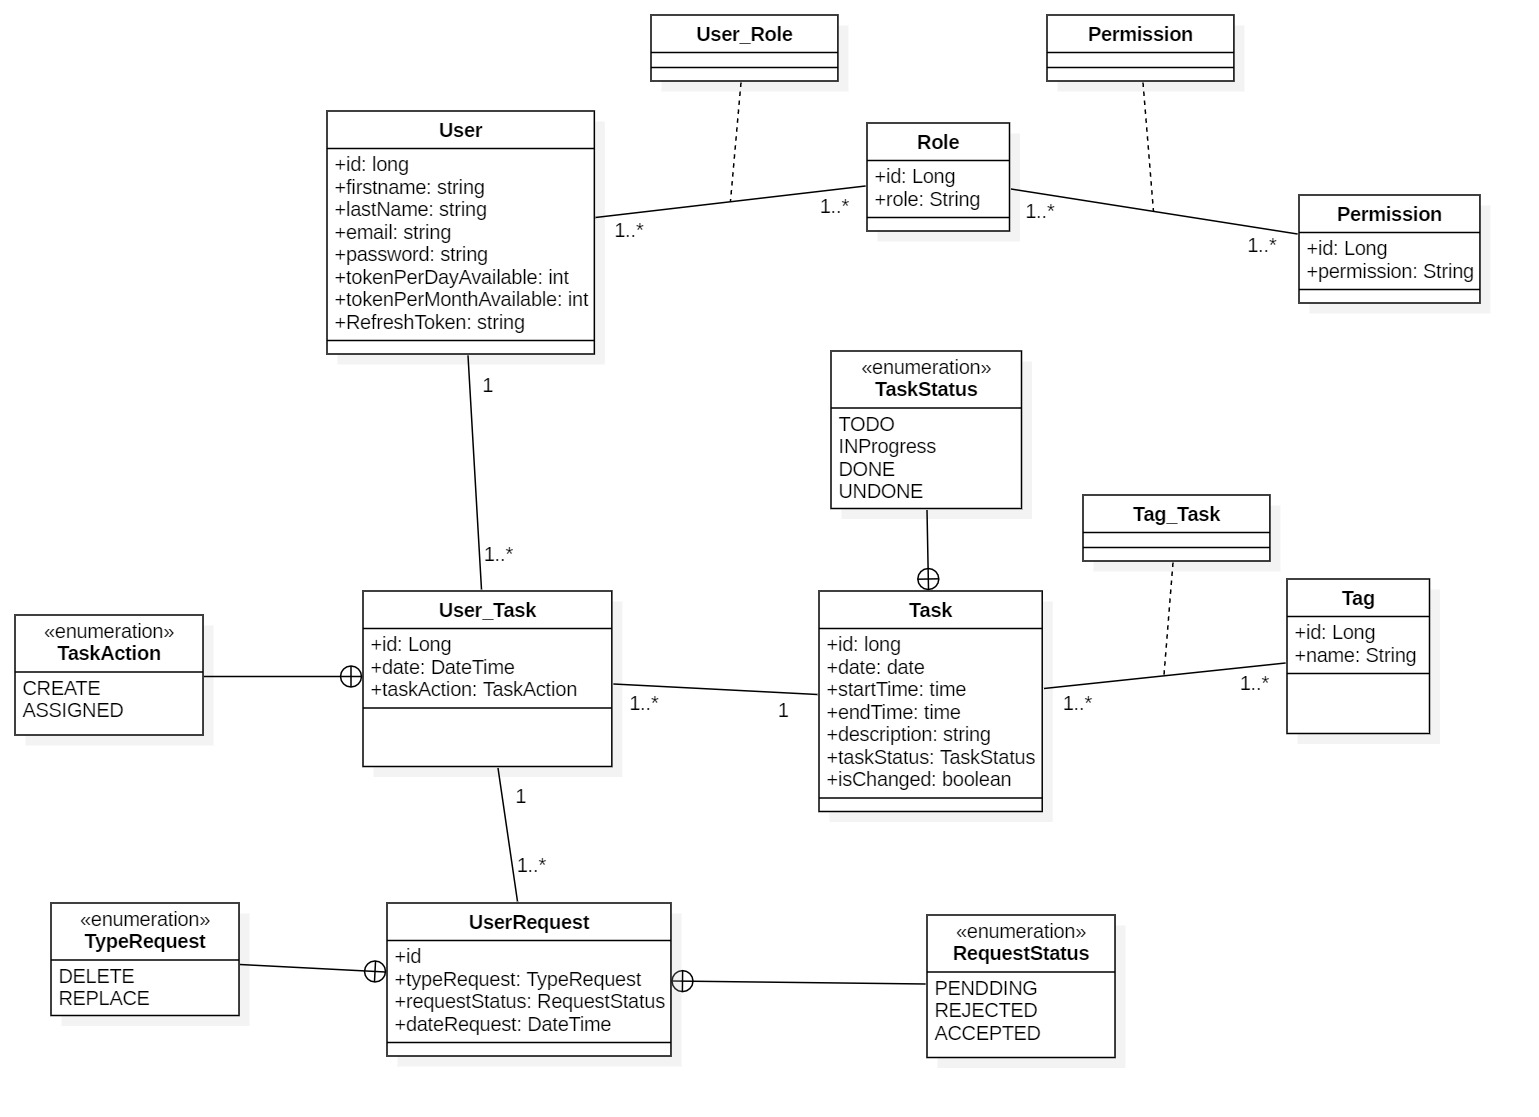 User_Role
Permission
User
+id: long
+firstname: string
+lastName: string
+email: string
+password: string
+tokenPerDayAvailable: int
+tokenPerMonthAvailable: int
+RefreshToken: string
Role
+id: Long
+role: String
Permission
+id: Long
+permission: String
1..*
1..*
1..*
1..*
1
1..*
«enumeration»
TaskStatus
TODO
INProgress
DONE
UNDONE
Tag_Task
Tag
+id: Long
+name: String
«enumeration»
TaskAction
CREATE
ASSIGNED
User_Task
+id: Long
+date: DateTime
+taskAction: TaskAction
1..*
1
Task
+id: long
+date: date
+startTime: time
+endTime: time
+description: string
+taskStatus: TaskStatus
+isChanged: boolean
1..*
1..*
1
1..*
«enumeration»
TypeRequest
DELETE
REPLACE
UserRequest
+id
+typeRequest: TypeRequest
+requestStatus: RequestStatus
+dateRequest: DateTime
«enumeration»
RequestStatus
PENDDING
REJECTED
ACCEPTED